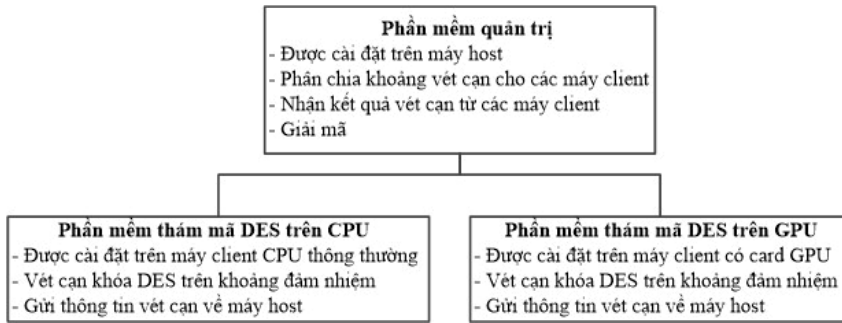 Phần mềm quản trị
- Được cài đặt trên máy host
- Phân chia khoảng vét cạn cho các máy client
- Nhận kết quả vét cạn từ các máy client
- Giải mã
Phần mềm thám mã DES trên CPU
- Được cài đặt trên máy client CPU thông thường
- Vét cạn khóa DES trên khoảng đảm nhiệm
- Gửi thông tin vét cạn về máy host
Phần mềm thám mã DES trên GPU
- Được cài đặt trên máy client có card GPU
- Vét cạn khóa DES trên khoảng đảm nhiệm
- Gửi thông tin vét cạn về máy host